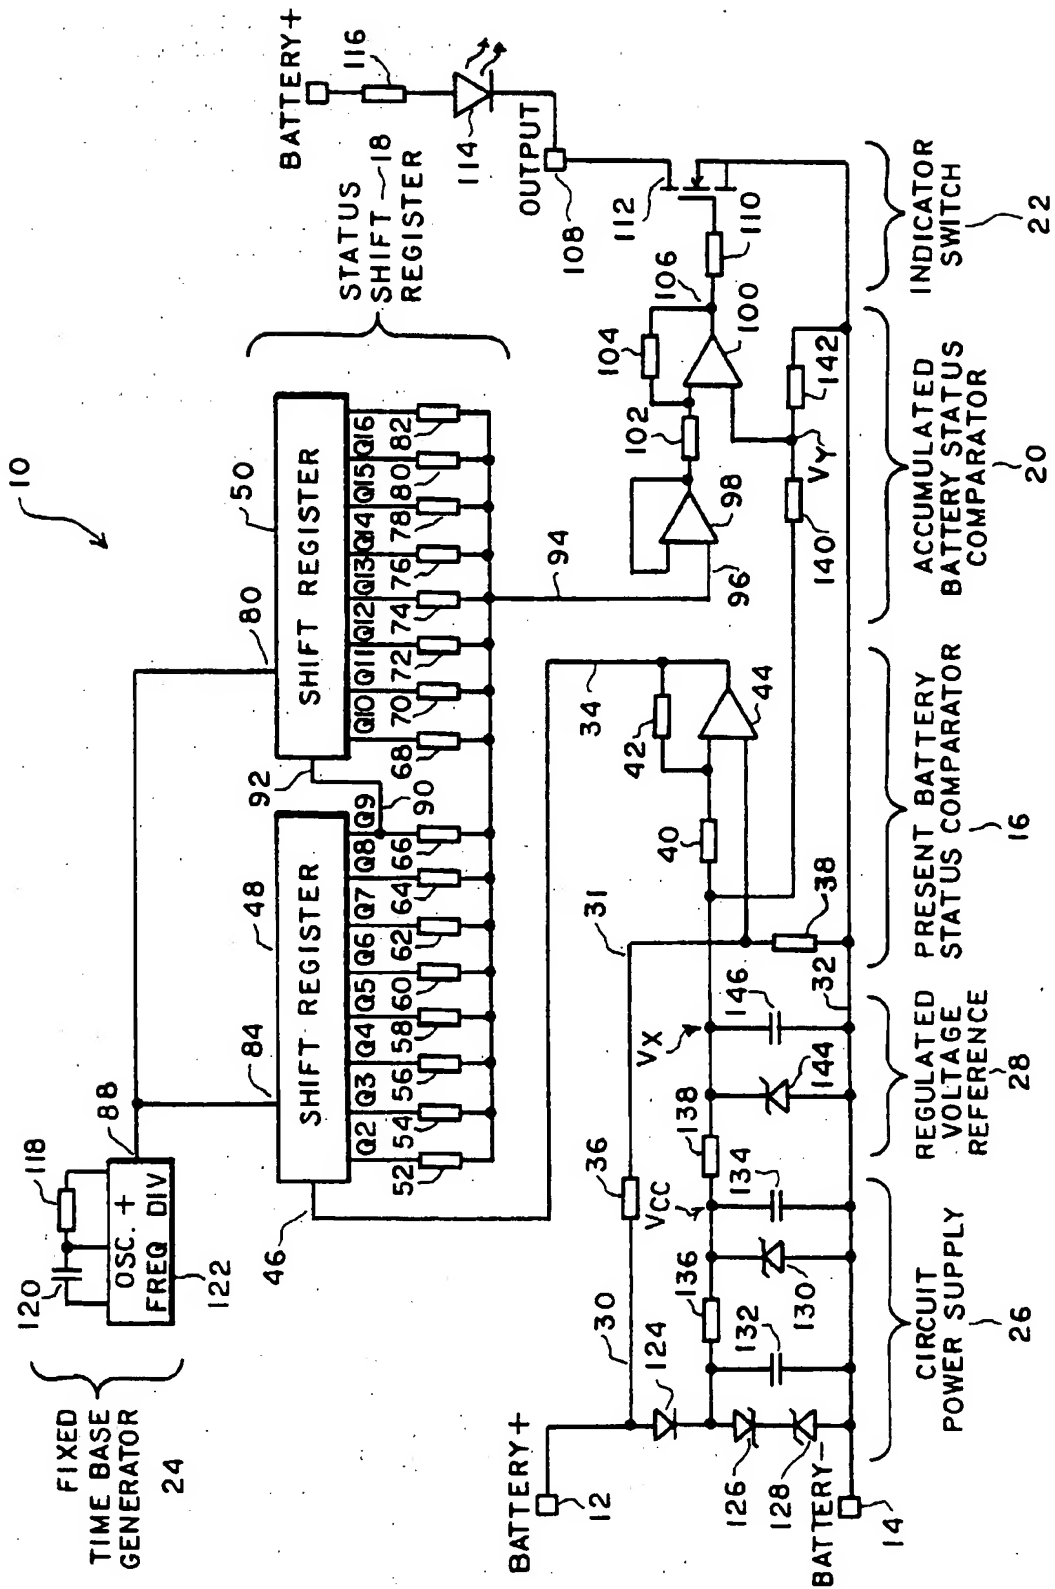 10
FIXED
TIME BASE
GENERATOR
24
120
118
OSC. +
FREQ DIV
122
88
84
48
SHIFT REGISTER
46
Q2
Q3
Q4
Q5
Q6
Q7
Q8
Q9
52
54
56
58
60
62
64
66
90
92
80
50
SHIFT REGISTER
Q10
Q11
Q12
Q13
Q14
Q15
Q16
68
70
72
74
76
78
80
82
STATUS
SHIFT
REGISTER
18
BATTERY+
116
114
OUTPUT
108
112
110
106
104
100
102
98
96
94
VY
140
142
34
42
44
40
31
38
32
36
30
BATTERY+
12
124
126
128
BATTERY-
14
132
136
130
VCC
134
138
144
VX
146
CIRCUIT
POWER SUPPLY
26
REGULATED
VOLTAGE
REFERENCE
28
PRESENT BATTERY
STATUS COMPARATOR
16
ACCUMULATED
BATTERY STATUS
COMPARATOR
20
INDICATOR
SWITCH
22